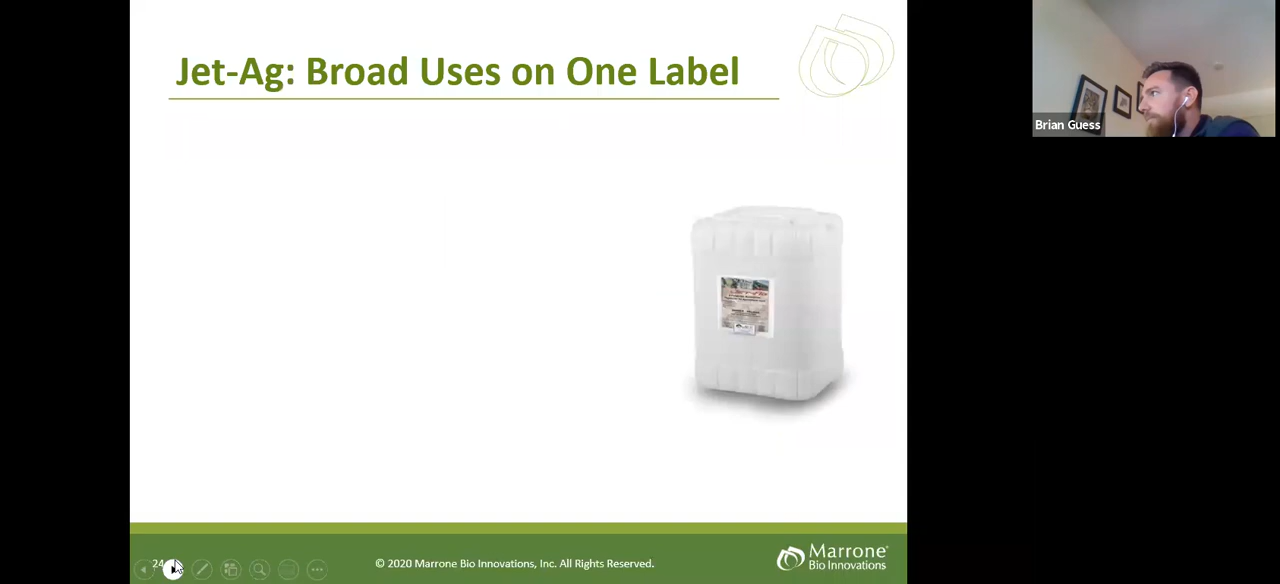 Jet-Ag: Broad Uses on One Label
Brian Guess
24
© 2020 Marrone Bio Innovations, Inc. All Rights Reserved.
Marrone®
Bio Innovations